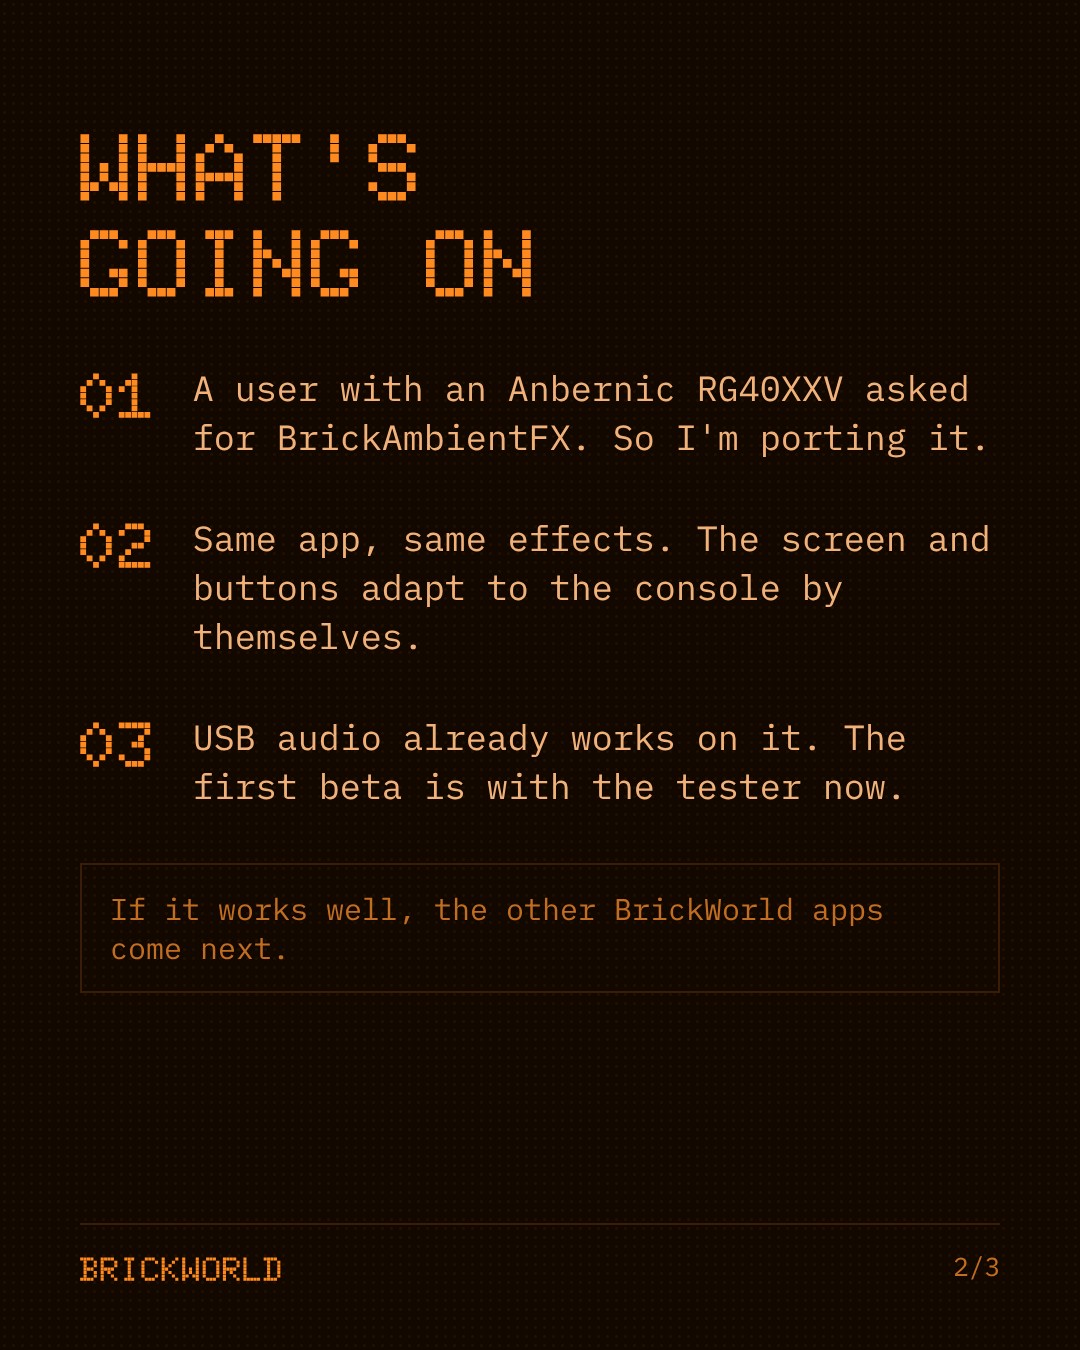 WHAT'S
GOING ON
01 A user with an Anbernic RG40XXV asked
for BrickAmbientFX. So I'm porting it.
02 Same app, same effects. The screen and
buttons adapt to the console by
themselves.
03 USB audio already works on it. The
first beta is with the tester now.
If it works well, the other BrickWorld apps
come next.
BRICKWORLD 2/3